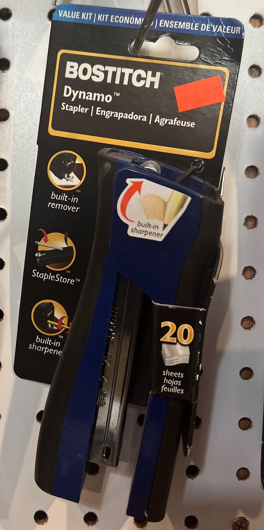 VALUE KIT | KIT ECONÓMICO | ENSEMBLE DE VALEUR
BOSTITCH®
Dynamo™
Stapler | Engrapadora | Agrafeuse
built-in
remover
built-in
sharpener
StapleStore™
built-in
sharpener
20
sheets
hojas
feuilles